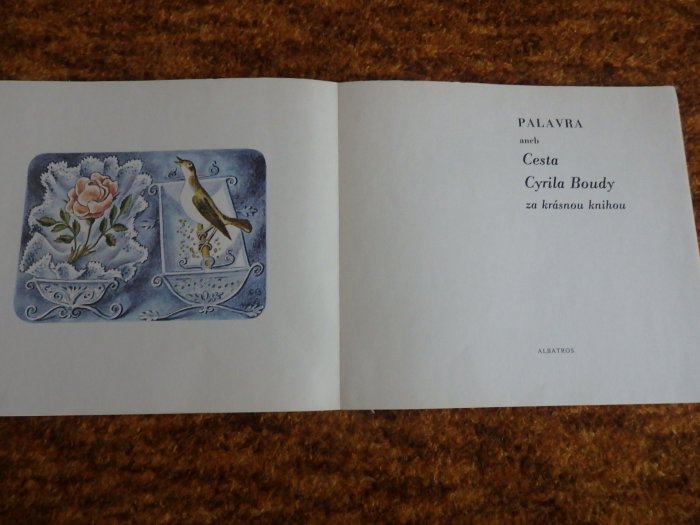 PALAVRA
aneb
Cesta
Cyrila Boudy
za krásnou knihou
ALBATROS